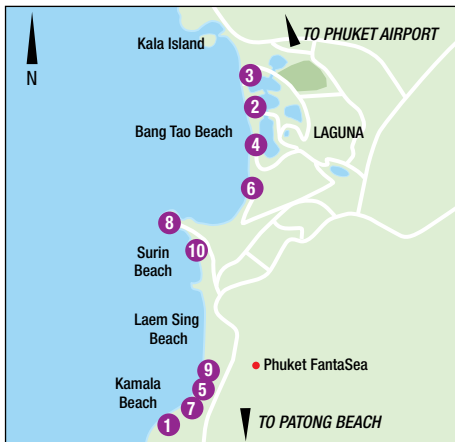 TO PHUKET AIRPORT
Kala Island
N
3
2
Bang Tao Beach
LAGUNA
4
6
8
10
Surin
Beach
Laem Sing
Beach
9
Phuket FantaSea
Kamala
Beach
5
7
1
TO PATONG BEACH